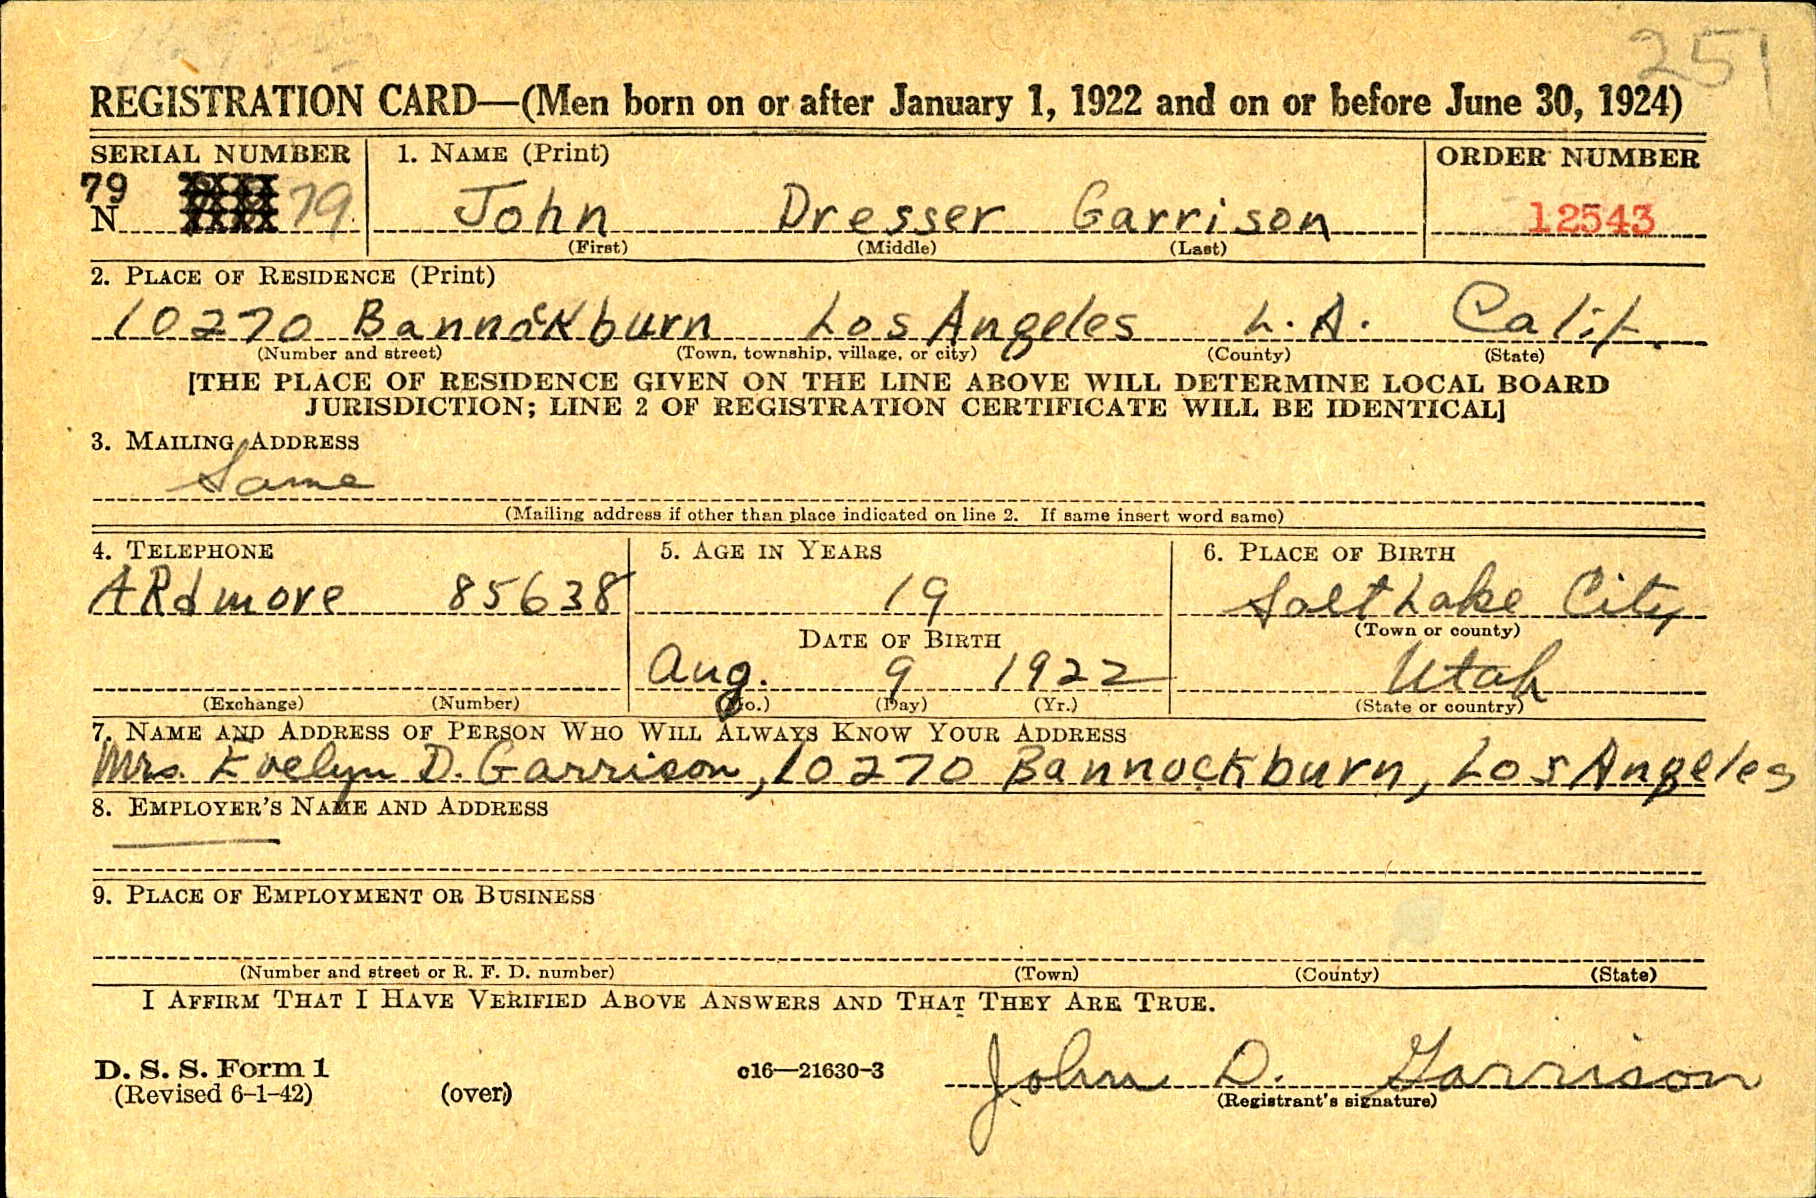 251
REGISTRATION CARD—(Men born on or after January 1, 1922 and on or before June 30, 1924)
SERIAL NUMBER
1. NAME (Print)
ORDER NUMBER
79
N 79
John Dresser Garrison
12543
(First) (Middle) (Last)
2. PLACE OF RESIDENCE (Print)
10270 Bannockburn Los Angeles L.A. Calif.
(Number and street) (Town, township, village, or city) (County) (State)
[THE PLACE OF RESIDENCE GIVEN ON THE LINE ABOVE WILL DETERMINE LOCAL BOARD
JURISDICTION; LINE 2 OF REGISTRATION CERTIFICATE WILL BE IDENTICAL]
3. MAILING ADDRESS
Same
(Mailing address if other than place indicated on line 2. If same insert word same)
4. TELEPHONE
5. AGE IN YEARS
6. PLACE OF BIRTH
ARdmore 85638
19
Salt Lake City
(Town or county)
DATE OF BIRTH
Aug. 9 1922
Utah
(Exchange) (Number)
(Mo.) (Day) (Yr.)
(State or country)
7. NAME AND ADDRESS OF PERSON WHO WILL ALWAYS KNOW YOUR ADDRESS
Mrs. Evelyn D. Garrison, 10270 Bannockburn, Los Angeles
8. EMPLOYER'S NAME AND ADDRESS
9. PLACE OF EMPLOYMENT OR BUSINESS
(Number and street or R. F. D. number) (Town) (County) (State)
I AFFIRM THAT I HAVE VERIFIED ABOVE ANSWERS AND THAT THEY ARE TRUE.
D. S. S. Form 1
(Revised 6-1-42)
(over)
c16—21630-3
John D. Garrison
(Registrant's signature)